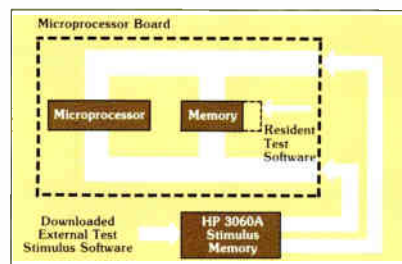 Microprocessor Board
Microprocessor
Memory
Resident
Test
Software
Downloaded
External Test
Stimulus Software
HP 3060A
Stimulus
Memory